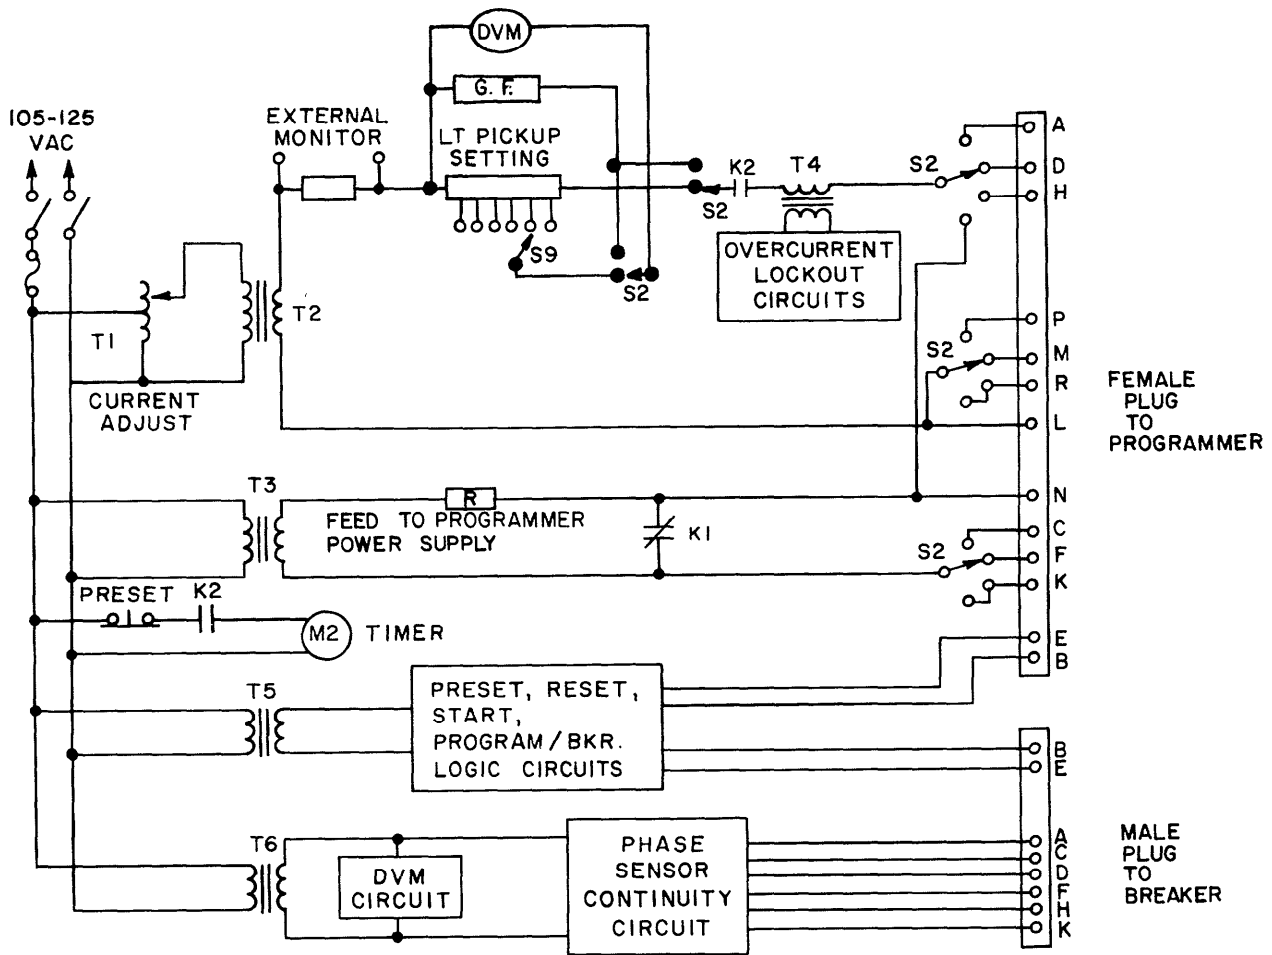 DVM
G. F.
105-125
VAC
EXTERNAL
MONITOR
LT PICKUP
SETTING
K2
T4
S2
A
D
H
S2
S9
S2
OVERCURRENT
LOCKOUT
CIRCUITS
T1
T2
CURRENT
ADJUST
S2
P
M
R
L
FEMALE
PLUG
TO
PROGRAMMER
T3
R
FEED TO PROGRAMMER
POWER SUPPLY
K1
N
S2
C
F
K
PRESET
K2
M2
TIMER
E
B
T5
PRESET, RESET,
START,
PROGRAM/BKR.
LOGIC CIRCUITS
B
E
T6
DVM
CIRCUIT
PHASE
SENSOR
CONTINUITY
CIRCUIT
A
C
D
F
H
K
MALE
PLUG
TO
BREAKER